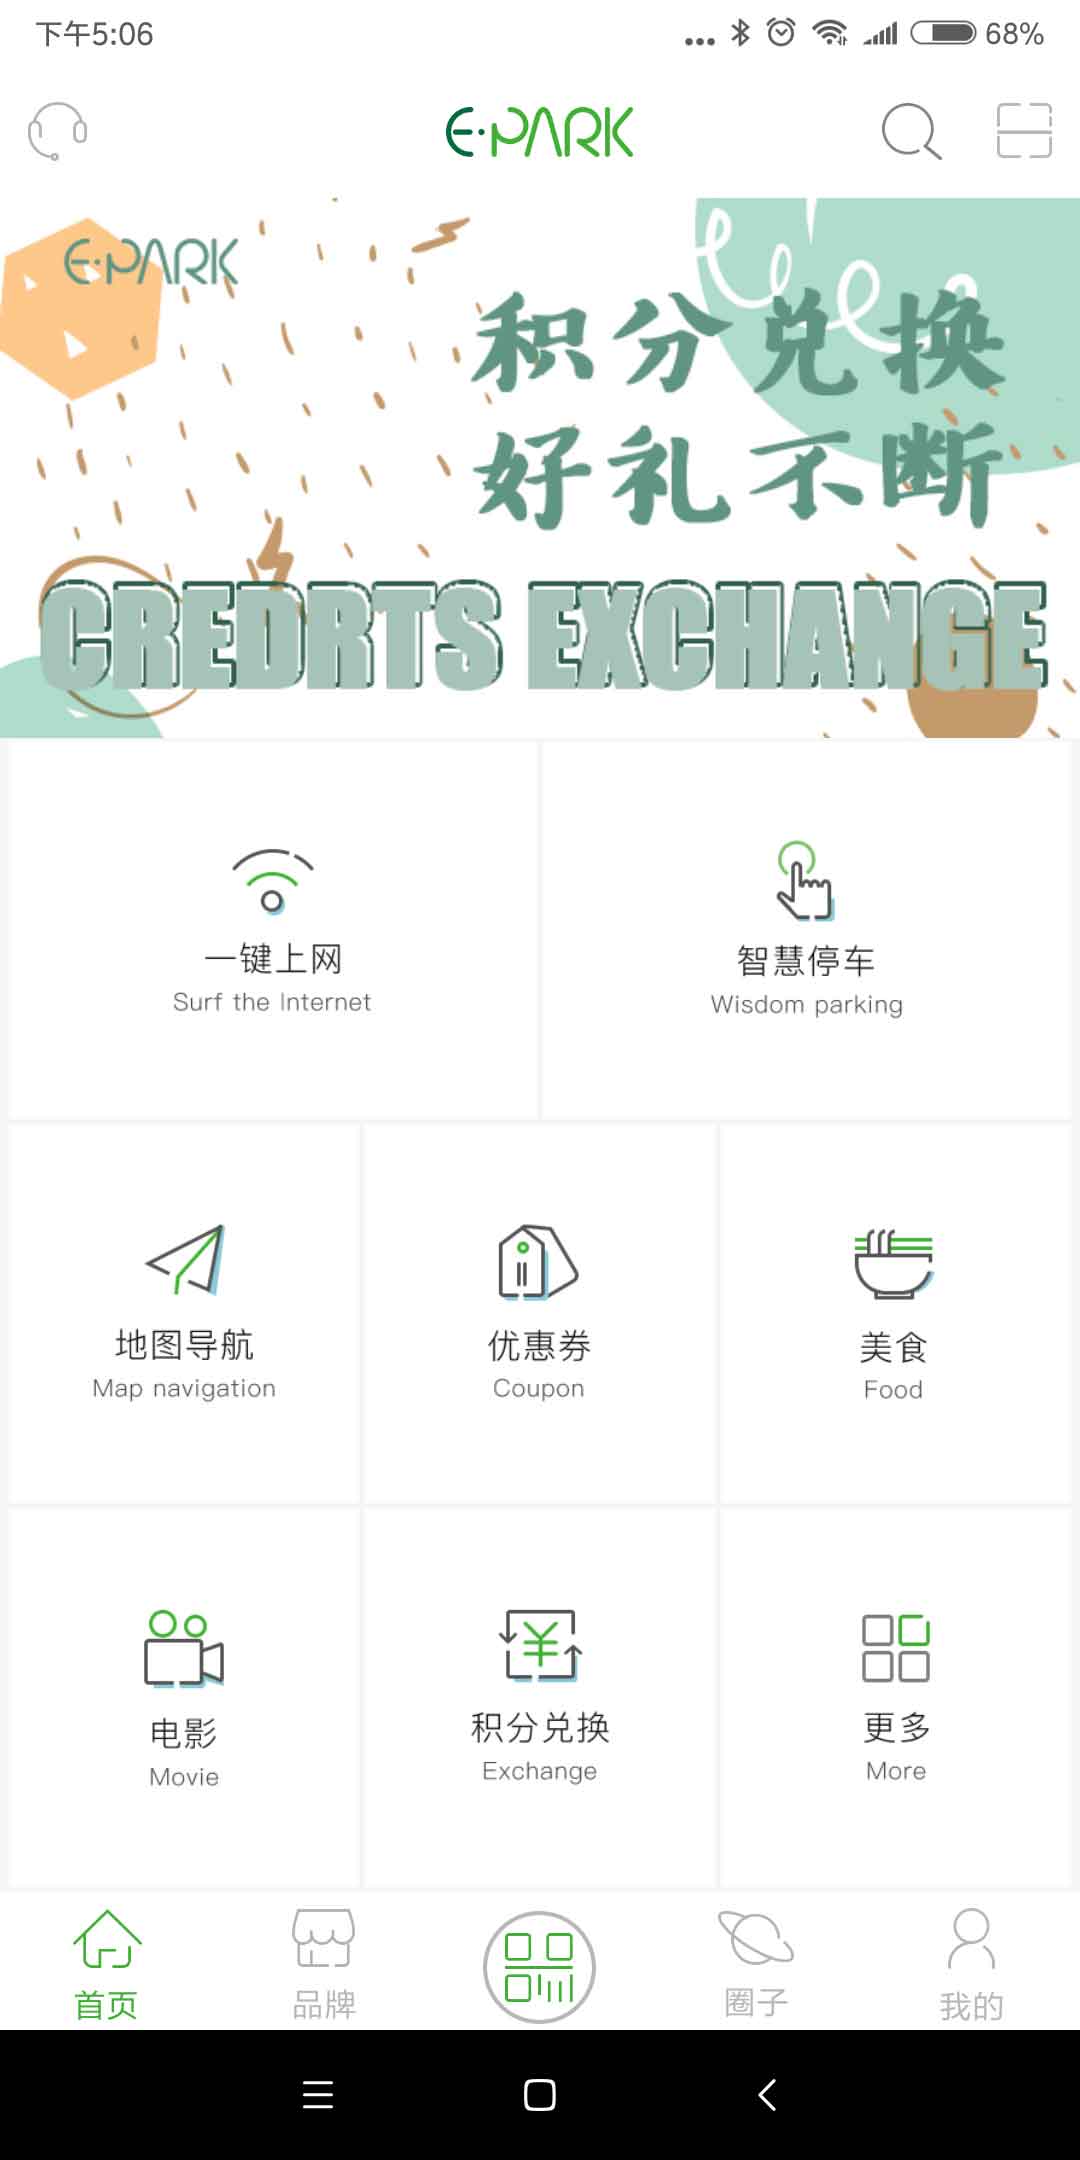 下午5:06
68%
E·PARK
E·PARK
积分兑换
好礼不断
CREDRTS EXCHANGE
一键上网
Surf the Internet
智慧停车
Wisdom parking
地图导航
Map navigation
优惠券
Coupon
美食
Food
电影
Movie
积分兑换
Exchange
更多
More
首页
品牌
圈子
我的